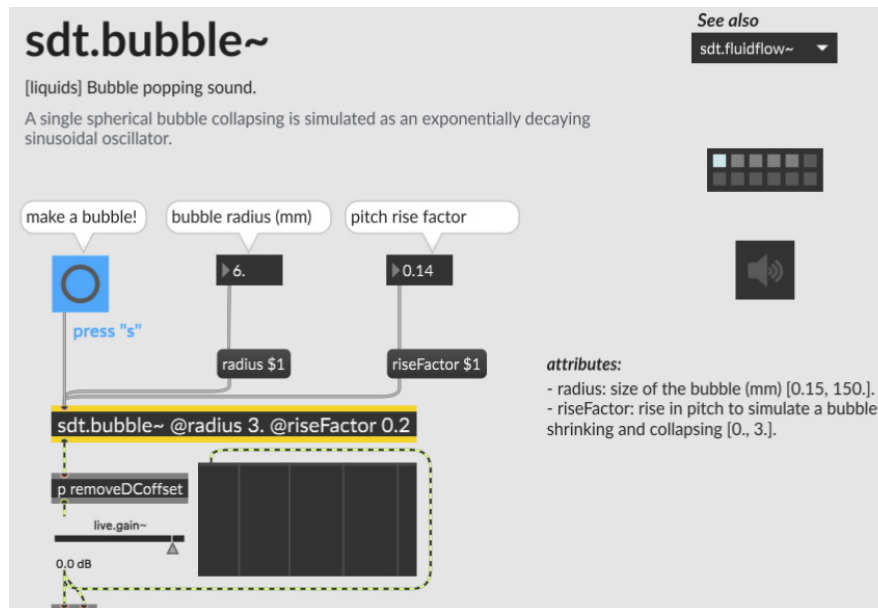 sdt.bubble~
See also
sdt.fluidflow~
[liquids] Bubble popping sound.
A single spherical bubble collapsing is simulated as an exponentially decaying
sinusoidal oscillator.
make a bubble!
bubble radius (mm)
pitch rise factor
6.
0.14
press "s"
radius $1
riseFactor $1
attributes:
- radius: size of the bubble (mm) [0.15, 150.].
- riseFactor: rise in pitch to simulate a bubble
shrinking and collapsing [0., 3.].
sdt.bubble~ @radius 3. @riseFactor 0.2
p removeDCoffset
live.gain~
0.0 dB